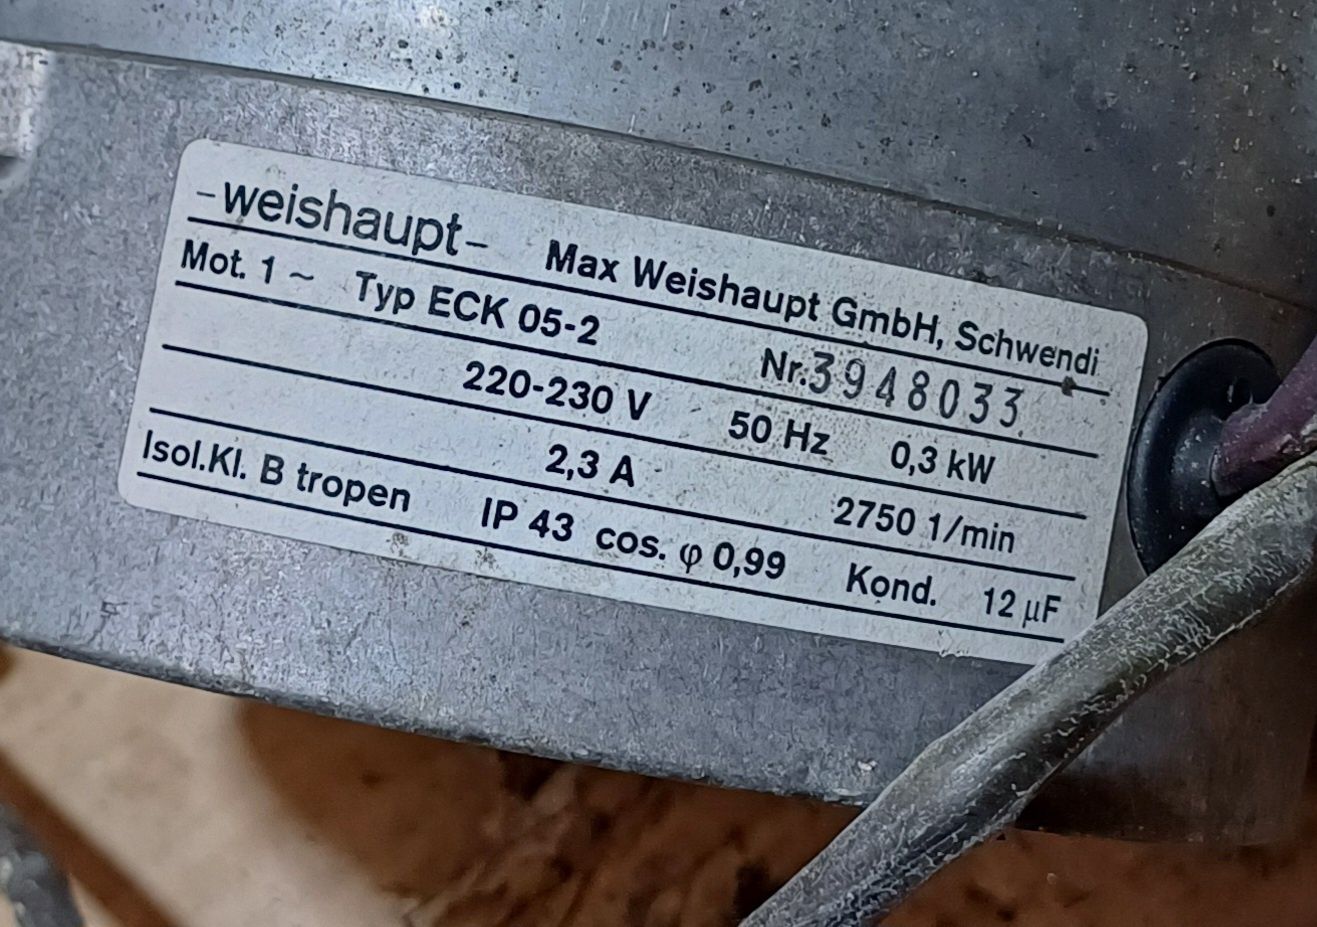 -weishaupt- Max Weishaupt GmbH, Schwendi
Mot. 1 ~ Typ ECK 05-2 Nr. 3948033
220-230 V 50 Hz 0,3 kW
2,3 A 2750 1/min
Isol.Kl. B tropen IP 43 cos. φ 0,99 Kond. 12 µF